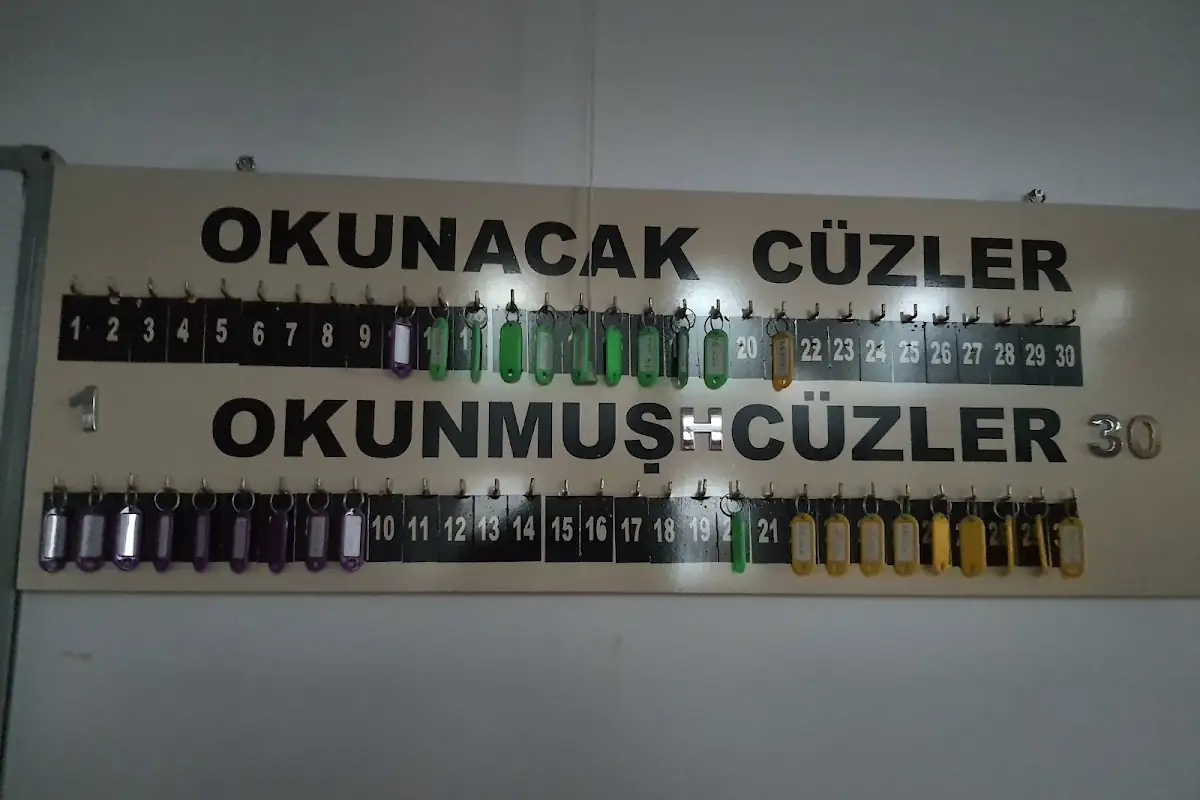 OKUNACAK CÜZLER
1 2 3 4 5 6 7 8 9 20 22 23 24 25 26 27 28 29 30
1 OKUNMUŞ H CÜZLER 30
10 11 12 13 14 15 16 17 18 19 21